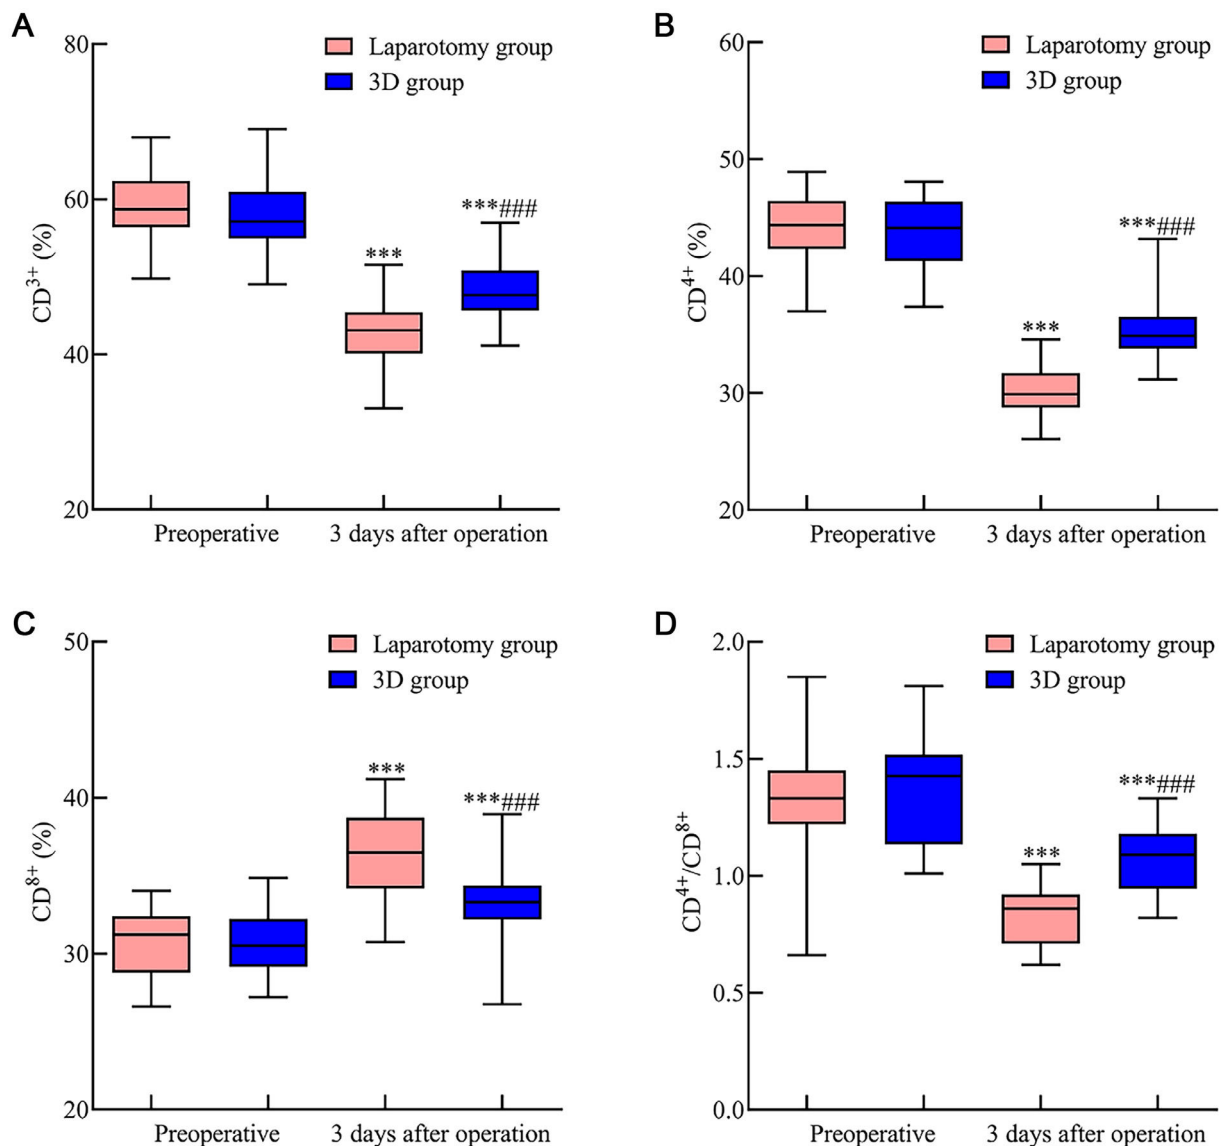 A
80
60
40
20
CD3+ (%)
Laparotomy group
3D group
***
***###
Preoperative
3 days after operation
B
60
50
40
30
20
CD4+ (%)
Laparotomy group
3D group
***
***###
Preoperative
3 days after operation
C
50
40
30
20
CD8+ (%)
Laparotomy group
3D group
***
***###
Preoperative
3 days after operation
D
2.0
1.5
1.0
0.5
0.0
CD4+/CD8+
Laparotomy group
3D group
***
***###
Preoperative
3 days after operation